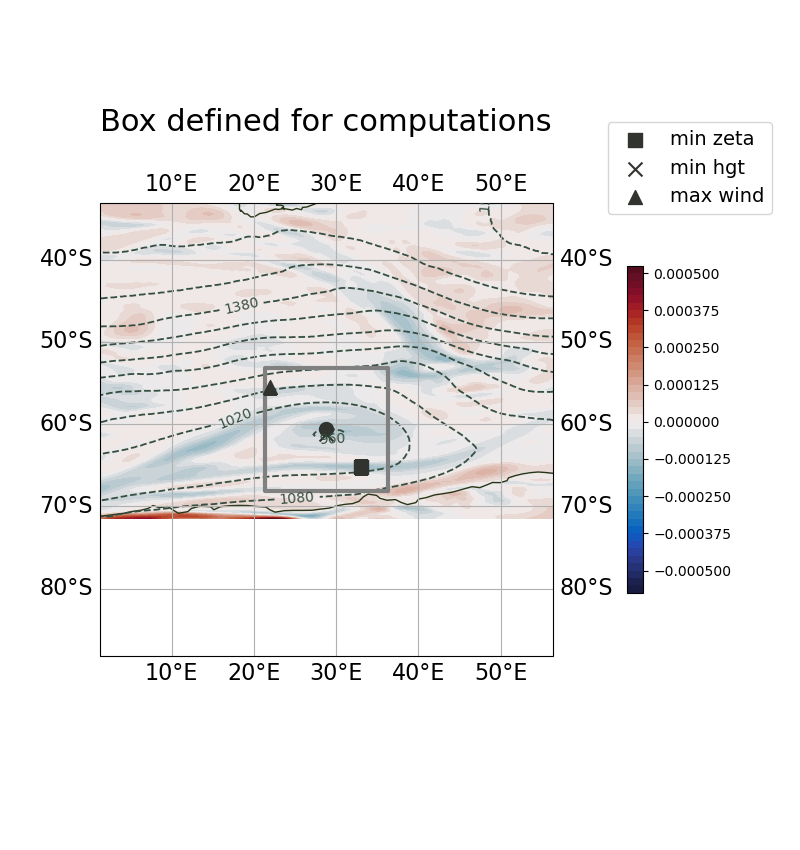 Box defined for computations
min zeta
min hgt
max wind
10°E 20°E 30°E 40°E 50°E
40°S 40°S
50°S 50°S
60°S 60°S
70°S 70°S
80°S 80°S
10°E 20°E 30°E 40°E 50°E
1380
1020
960
1080
0.000500
0.000375
0.000250
0.000125
0.000000
−0.000125
−0.000250
−0.000375
−0.000500